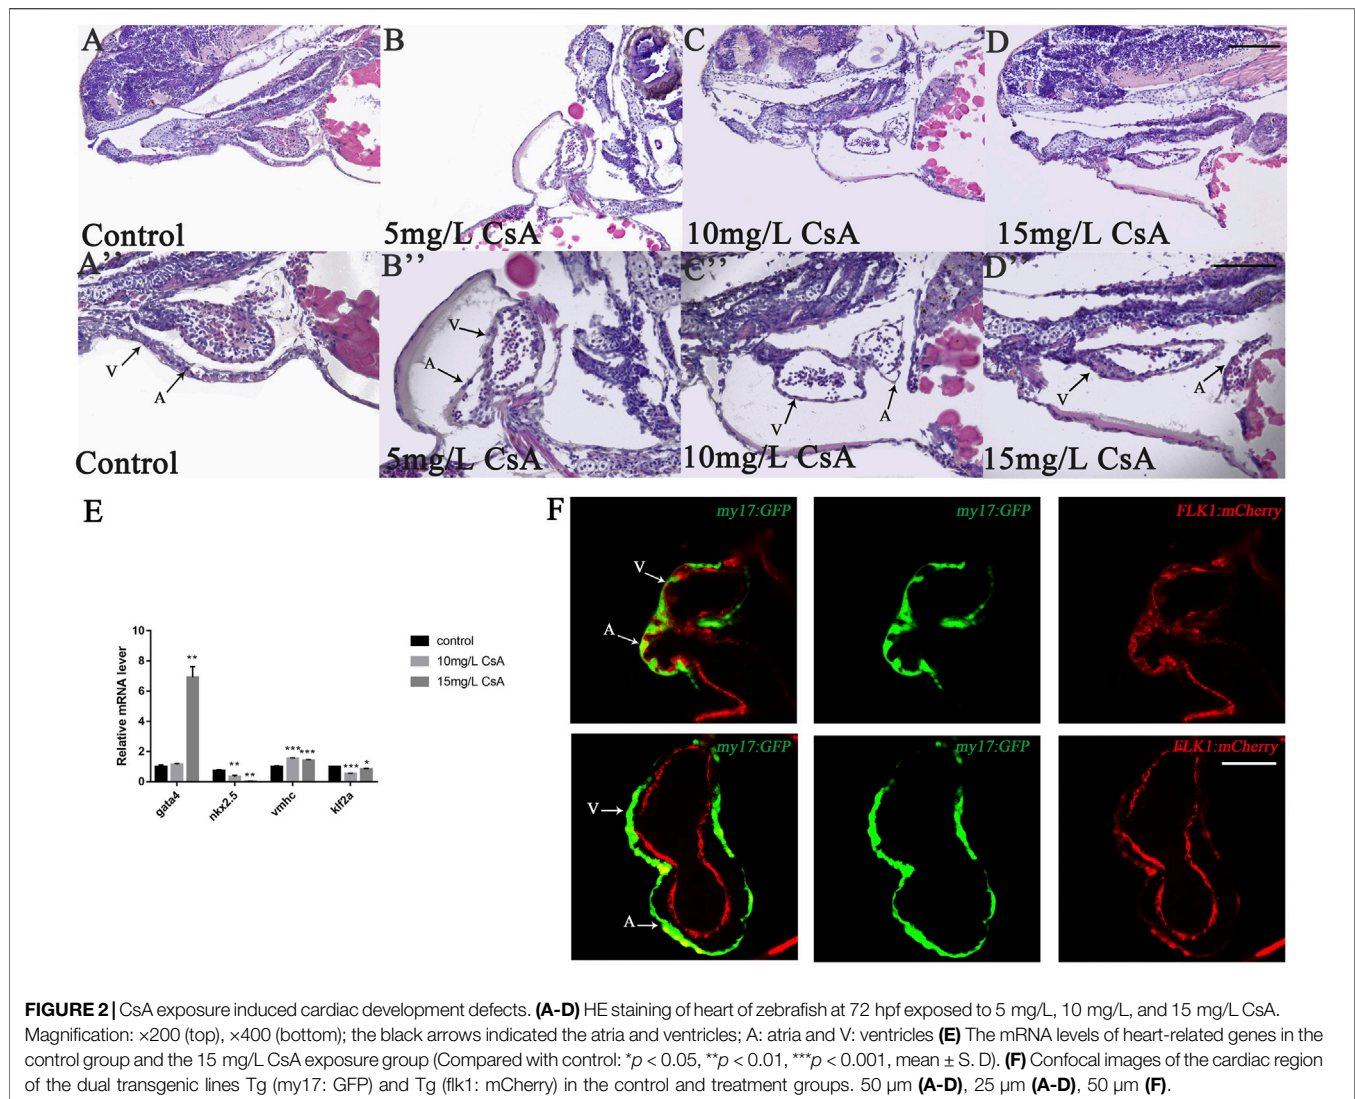 A
B
C
D
Control
5mg/L CsA
10mg/L CsA
15mg/L CsA
A’’
B’’
C’’
D’’
V
A
V
A
V
A
V
A
Control
5mg/L CsA
10mg/L CsA
15mg/L CsA
E
Relative mRNA lever
10
8
6
4
2
0
**
**
**
***
***
***
*
gata4
nkx2.5
vmhc
klf2a
control
10mg/L CsA
15mg/L CsA
F
my17:GFP
my17:GFP
FLK1:mCherry
V
A
my17:GFP
my17:GFP
FLK1:mCherry
V
A
FIGURE 2 | CsA exposure induced cardiac development defects. (A-D) HE staining of heart of zebrafish at 72 hpf exposed to 5 mg/L, 10 mg/L, and 15 mg/L CsA.
Magnification: ×200 (top), ×400 (bottom); the black arrows indicated the atria and ventricles; A: atria and V: ventricles (E) The mRNA levels of heart-related genes in the
control group and the 15 mg/L CsA exposure group (Compared with control: *p < 0.05, **p < 0.01, ***p < 0.001, mean ± S. D). (F) Confocal images of the cardiac region
of the dual transgenic lines Tg (my17: GFP) and Tg (flk1: mCherry) in the control and treatment groups. 50 μm (A-D), 25 μm (A-D), 50 μm (F).